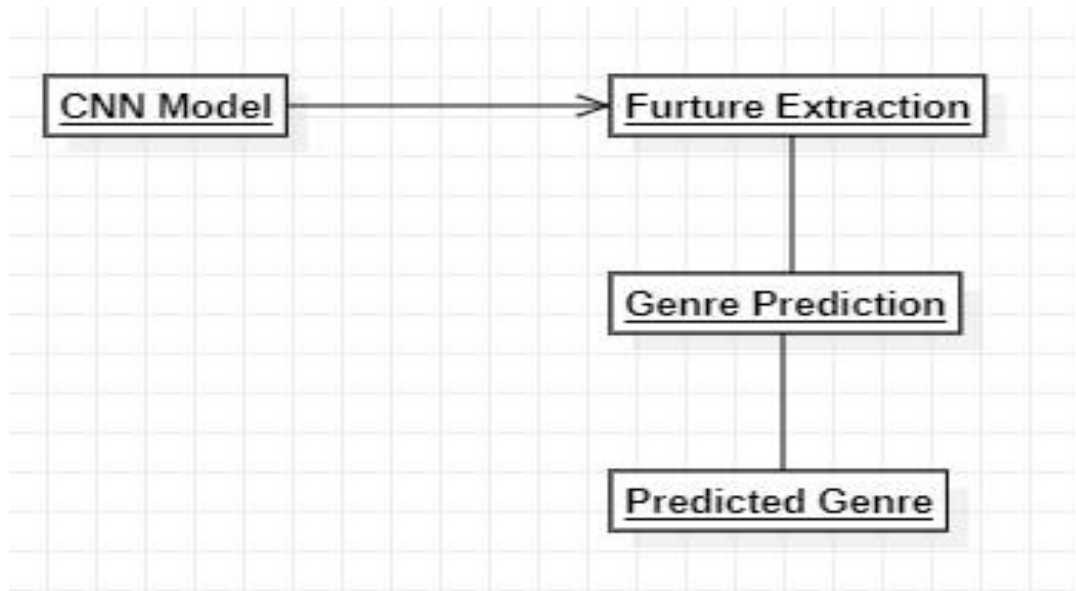 CNN Model
Furture Extraction
Genre Prediction
Predicted Genre